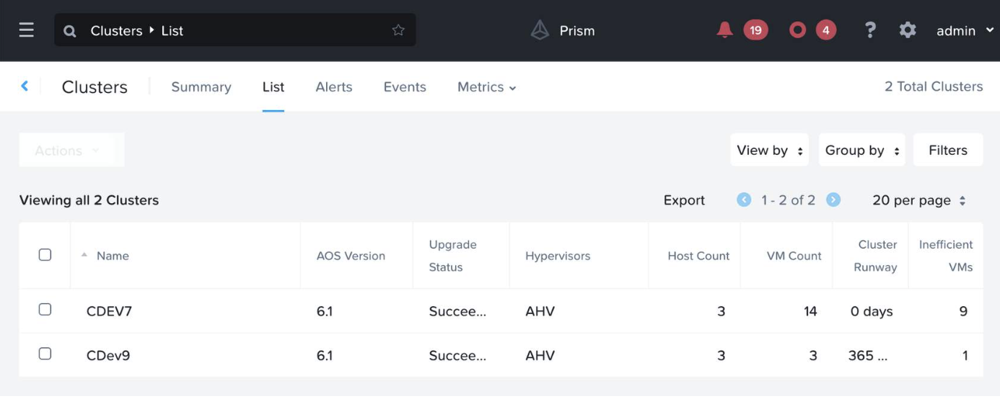 Clusters List
Prism
19
4
?
admin
Clusters
Summary
List
Alerts
Events
Metrics
2 Total Clusters
Actions
View by
Group by
Filters
Viewing all 2 Clusters
Export
1 - 2 of 2
20 per page
Name
AOS Version
Upgrade
Status
Hypervisors
Host Count
VM Count
Cluster
Runway
Inefficient
VMs
CDEV7 6.1 Succee... AHV 3 14 0 days 9
CDev9 6.1 Succee... AHV 3 3 365 ... 1